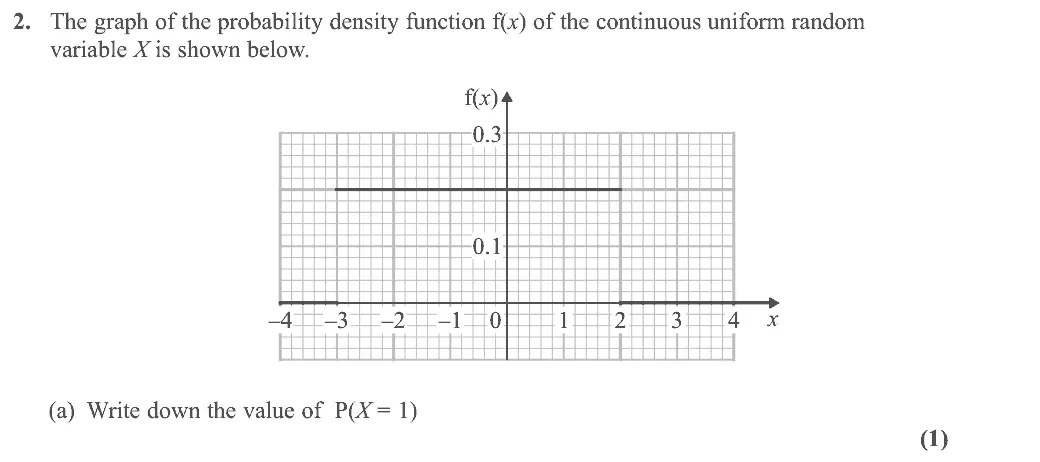 2. The graph of the probability density function f(x) of the continuous uniform random
variable X is shown below.
f(x)
0.3
0.1
–4 –3 –2 –1 0 1 2 3 4 x
(a) Write down the value of P(X = 1)
(1)